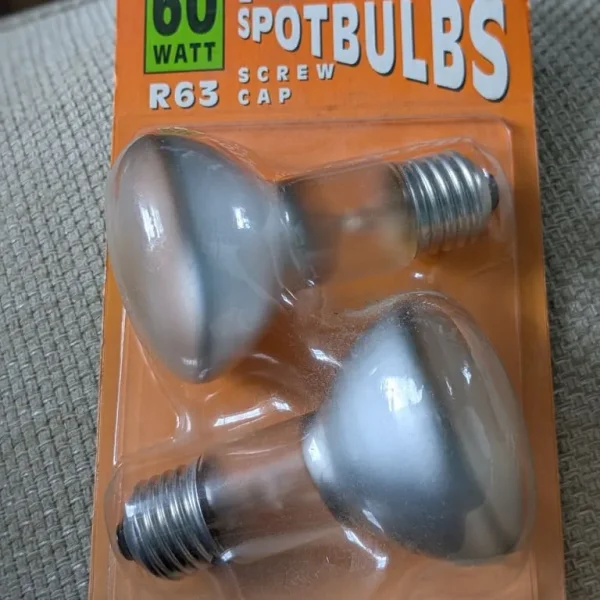 60
WATT
SPOTBULBS
R63
SCREW
CAP